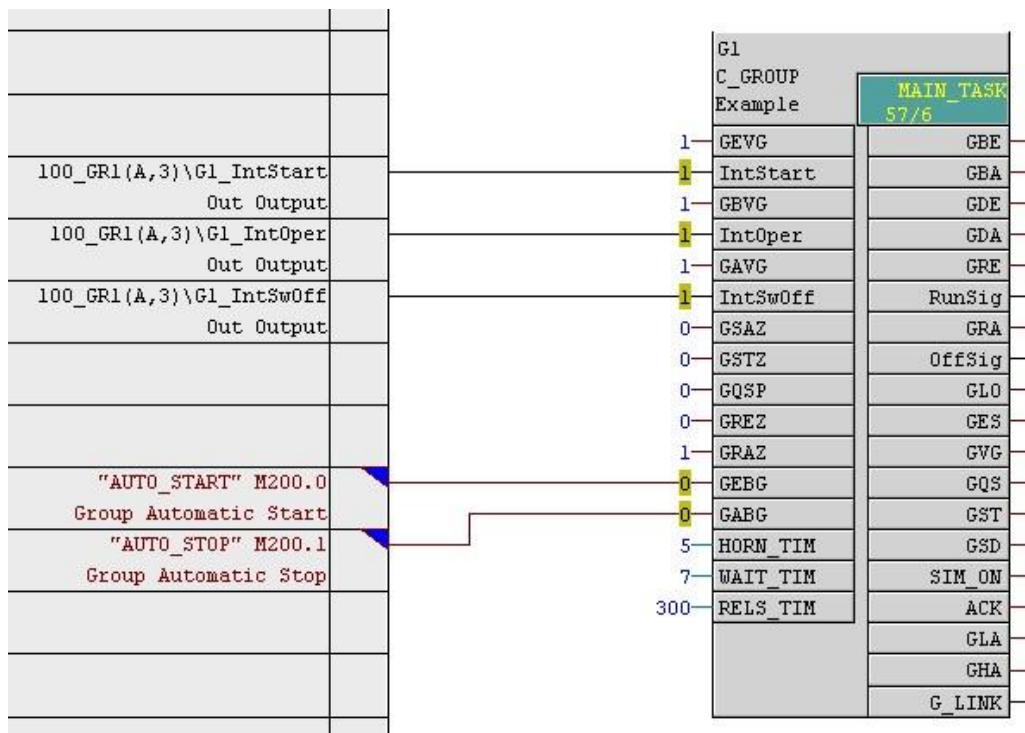 G1
C_GROUP
Example
MAIN_TASK
57/6
1 GEVG GBE
100_GR1(A,3)\G1_IntStart 1 IntStart GBA
Out Output 1 GBVG GDE
100_GR1(A,3)\G1_IntOper 1 IntOper GDA
Out Output 1 GAVG GRE
100_GR1(A,3)\G1_IntSwOff 1 IntSwOff RunSig
Out Output 0 GSAZ GRA
0 GSTZ OffSig
0 GQSP GLO
0 GREZ GES
1 GRAZ GVG
"AUTO_START" M200.0 0 GEBG GQS
Group Automatic Start 0 GABG GST
"AUTO_STOP" M200.1 5 HORN_TIM GSD
Group Automatic Stop 7 WAIT_TIM SIM_ON
300 RELS_TIM ACK
GLA
GHA
G_LINK